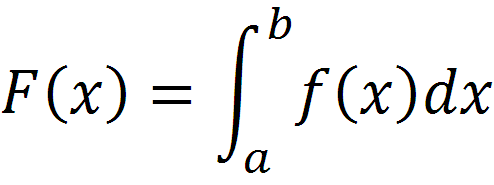 F(x) = ∫_a^b f(x)dx